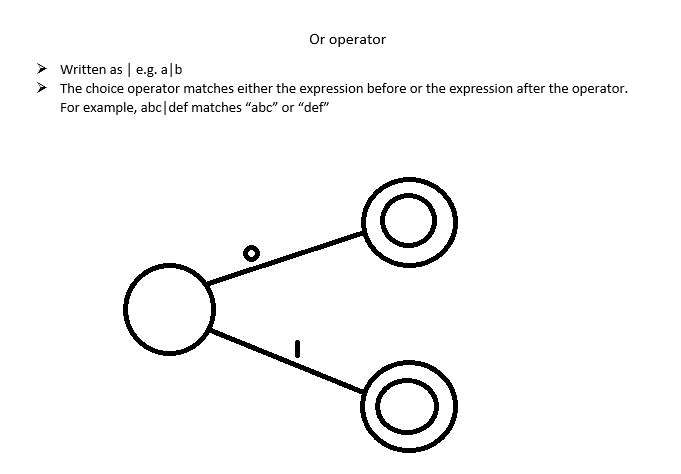 Or operator
➢ Written as | e.g. a|b
➢ The choice operator matches either the expression before or the expression after the operator.
For example, abc|def matches “abc” or “def”
0
1